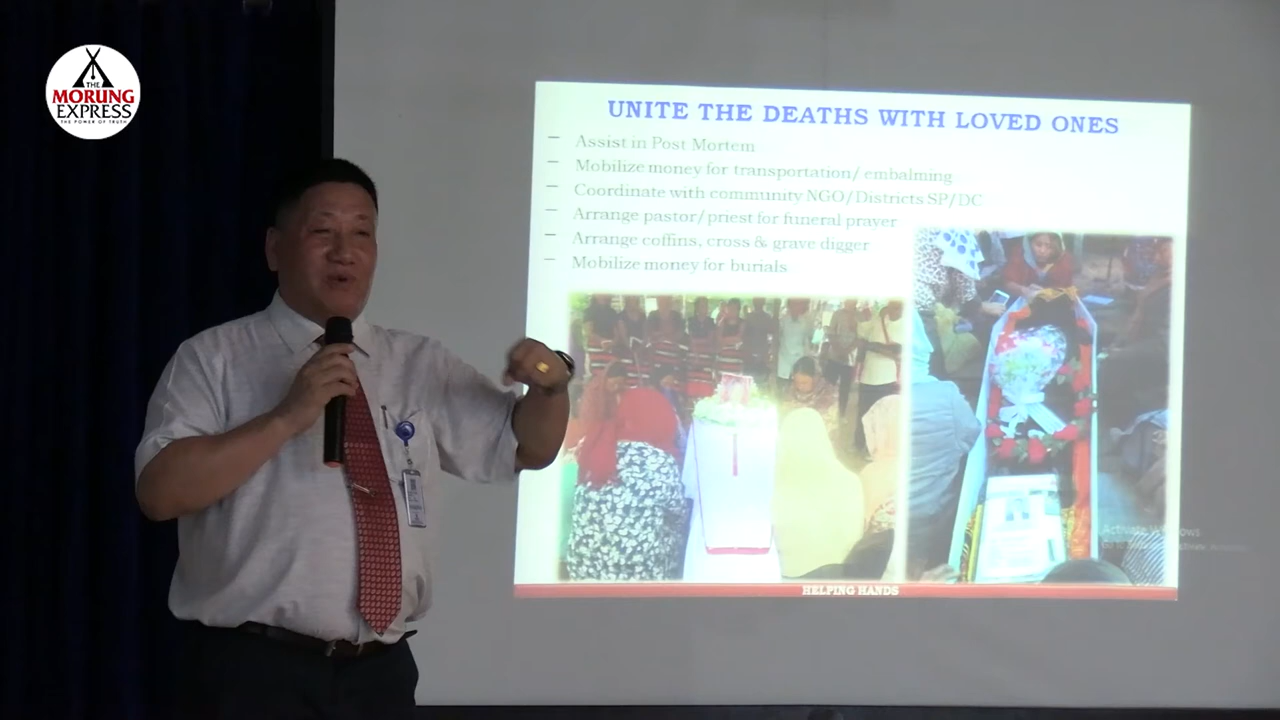 THE
MORUNG
EXPRESS
THE POWER OF TRUTH
UNITE THE DEATHS WITH LOVED ONES
— Assist in Post Mortem
— Mobilize money for transportation/ embalming
— Coordinate with community NGO/Districts SP/DC
— Arrange pastor/priest for funeral prayer
— Arrange coffins, cross & grave digger
— Mobilize money for burials
Activate Windows
HELPING HANDS